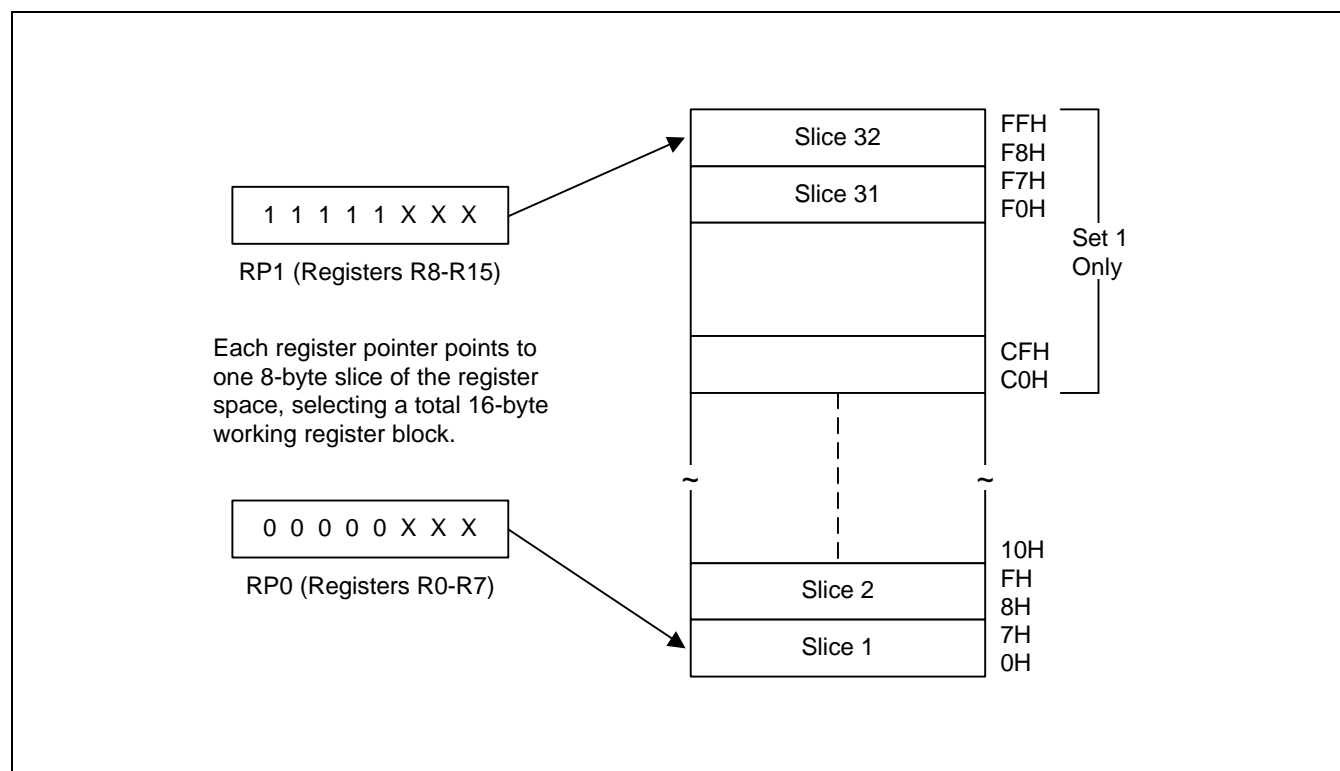 Slice 32
FFH
F8H
Slice 31
F7H
F0H
1 1 1 1 1 X X X
RP1 (Registers R8-R15)
Set 1
Only
Each register pointer points to
one 8-byte slice of the register
space, selecting a total 16-byte
working register block.
CFH
C0H
~ ~
0 0 0 0 0 X X X
RP0 (Registers R0-R7)
10H
Slice 2
FH
8H
Slice 1
7H
0H